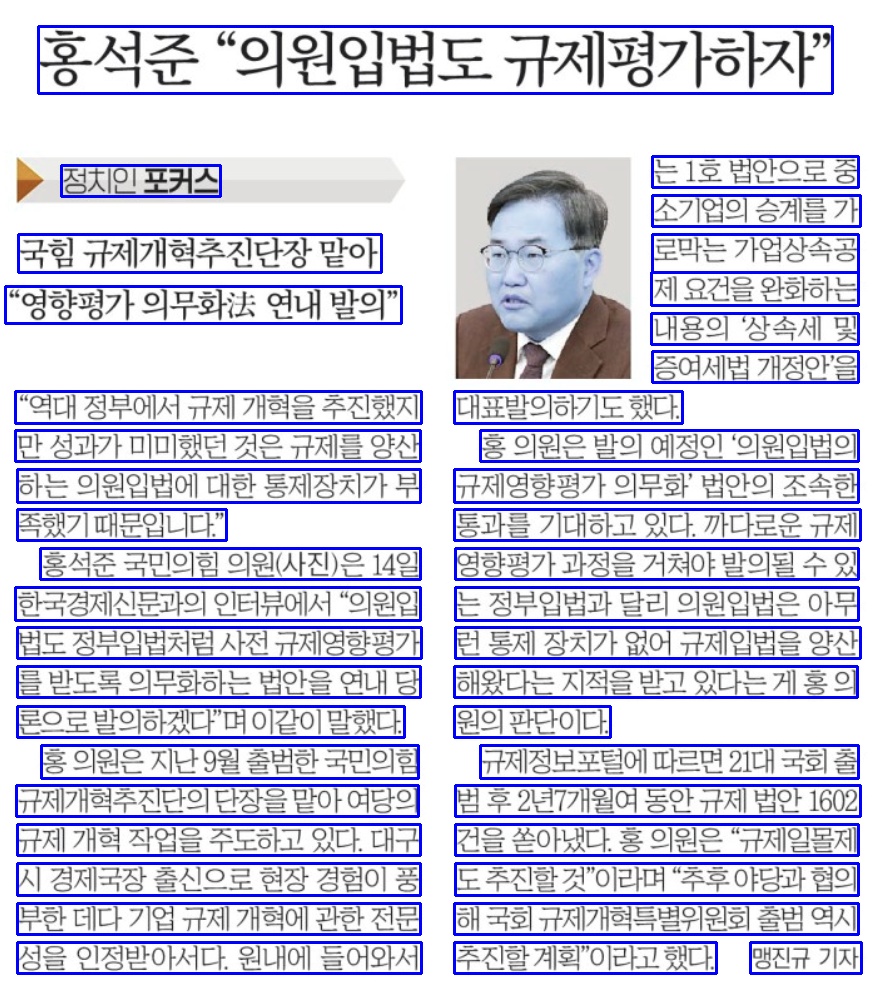 홍석준 “의원입법도 규제평가하자”
정치인 포커스
국힘 규제개혁추진단장 맡아
“영향평가 의무화法 연내 발의”
“역대 정부에서 규제 개혁을 추진했지
만 성과가 미미했던 것은 규제를 양산
하는 의원입법에 대한 통제장치가 부
족했기 때문입니다.”
홍석준 국민의힘 의원(사진)은 14일
한국경제신문과의 인터뷰에서 “의원입
법도 정부입법처럼 사전 규제영향평가
를 받도록 의무화하는 법안을 연내 당
론으로 발의하겠다”며 이같이 말했다.
홍 의원은 지난 9월 출범한 국민의힘
규제개혁추진단의 단장을 맡아 여당의
규제 개혁 작업을 주도하고 있다. 대구
시 경제국장 출신으로 현장 경험이 풍
부한 데다 기업 규제 개혁에 관한 전문
성을 인정받아서다. 원내에 들어와서
는 1호 법안으로 중
소기업의 승계를 가
로막는 가업상속공
제 요건을 완화하는
내용의 ‘상속세 및
증여세법 개정안’을
대표발의하기도 했다.
홍 의원은 발의 예정인 ‘의원입법의
규제영향평가 의무화’ 법안의 조속한
통과를 기대하고 있다. 까다로운 규제
영향평가 과정을 거쳐야 발의될 수 있
는 정부입법과 달리 의원입법은 아무
런 통제 장치가 없어 규제입법을 양산
해왔다는 지적을 받고 있다는 게 홍 의
원의 판단이다.
규제정보포털에 따르면 21대 국회 출
범 후 2년7개월여 동안 규제 법안 1602
건을 쏟아냈다. 홍 의원은 “규제일몰제
도 추진할 것”이라며 “추후 야당과 협의
해 국회 규제개혁특별위원회 출범 역시
추진할 계획”이라고 했다. 맹진규 기자